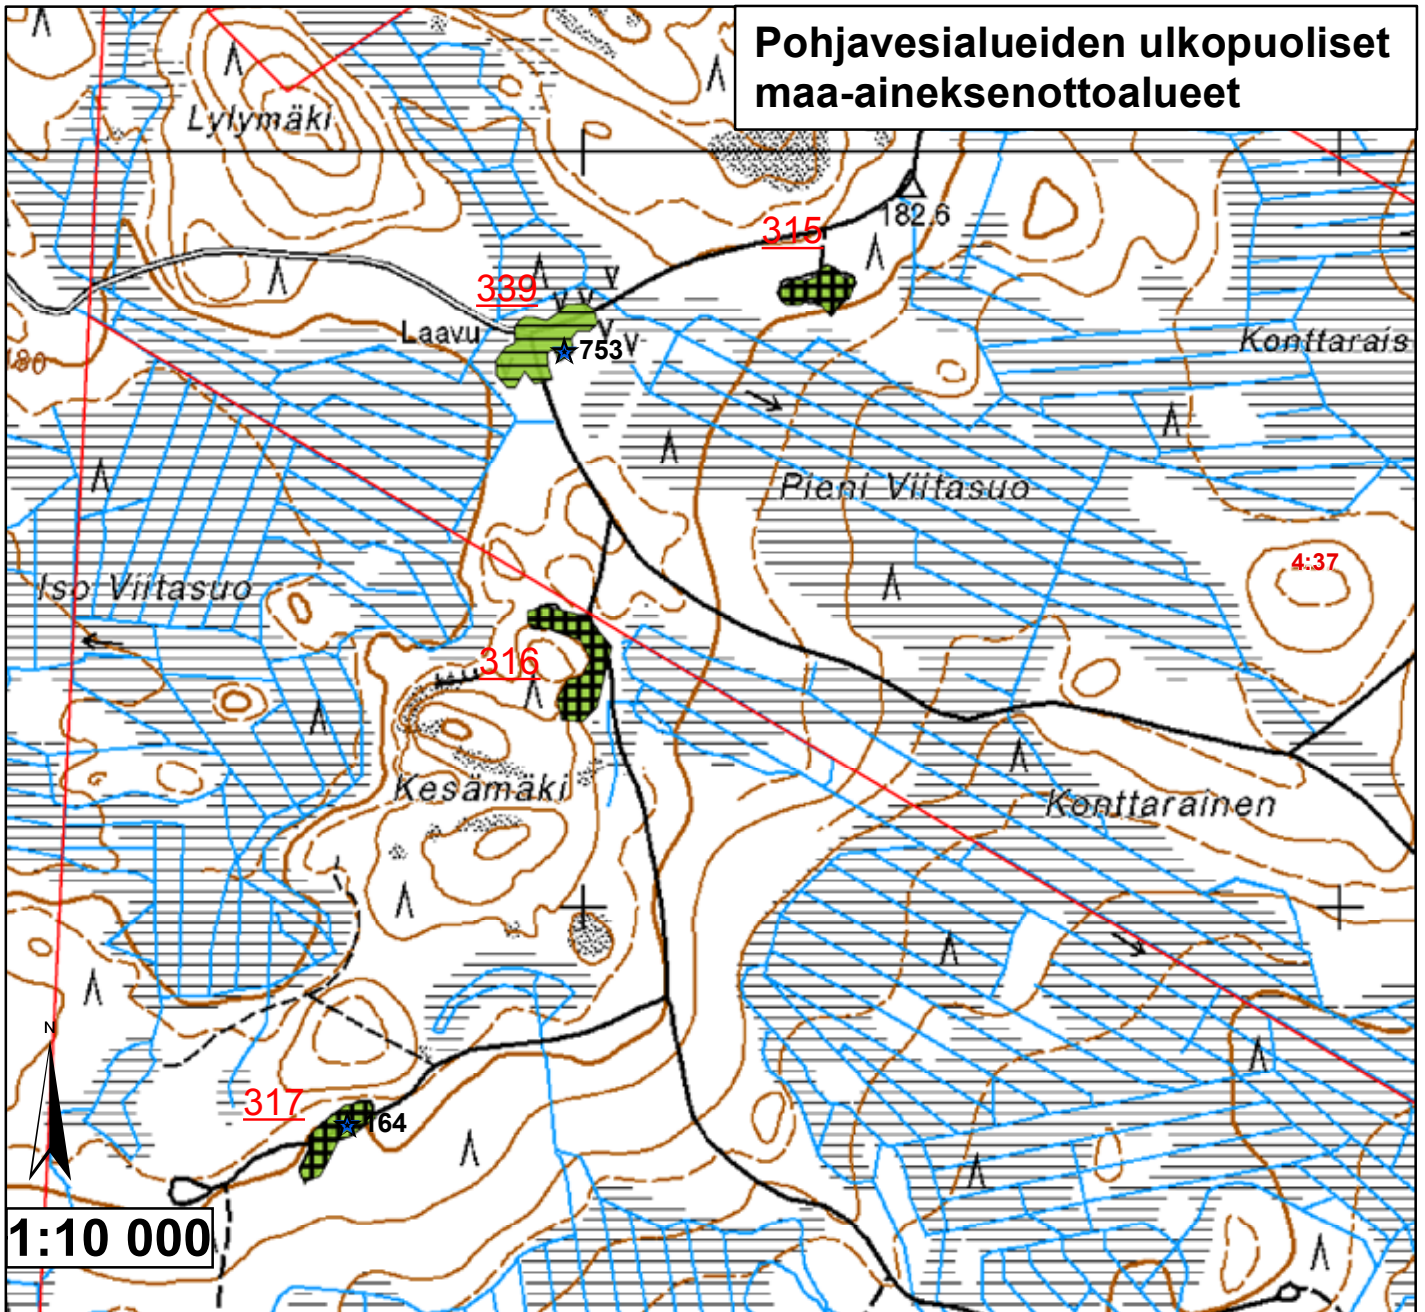 Pohjavesialueiden ulkopuoliset
maa-aineksenottoalueet
Lylymäki
182.6
315
339
Laavu
753
Konttarais
180
Pieni Viitasuo
4:37
Iso Viitasuo
316
Kesämäki
Konttarainen
N
317
164
1:10 000